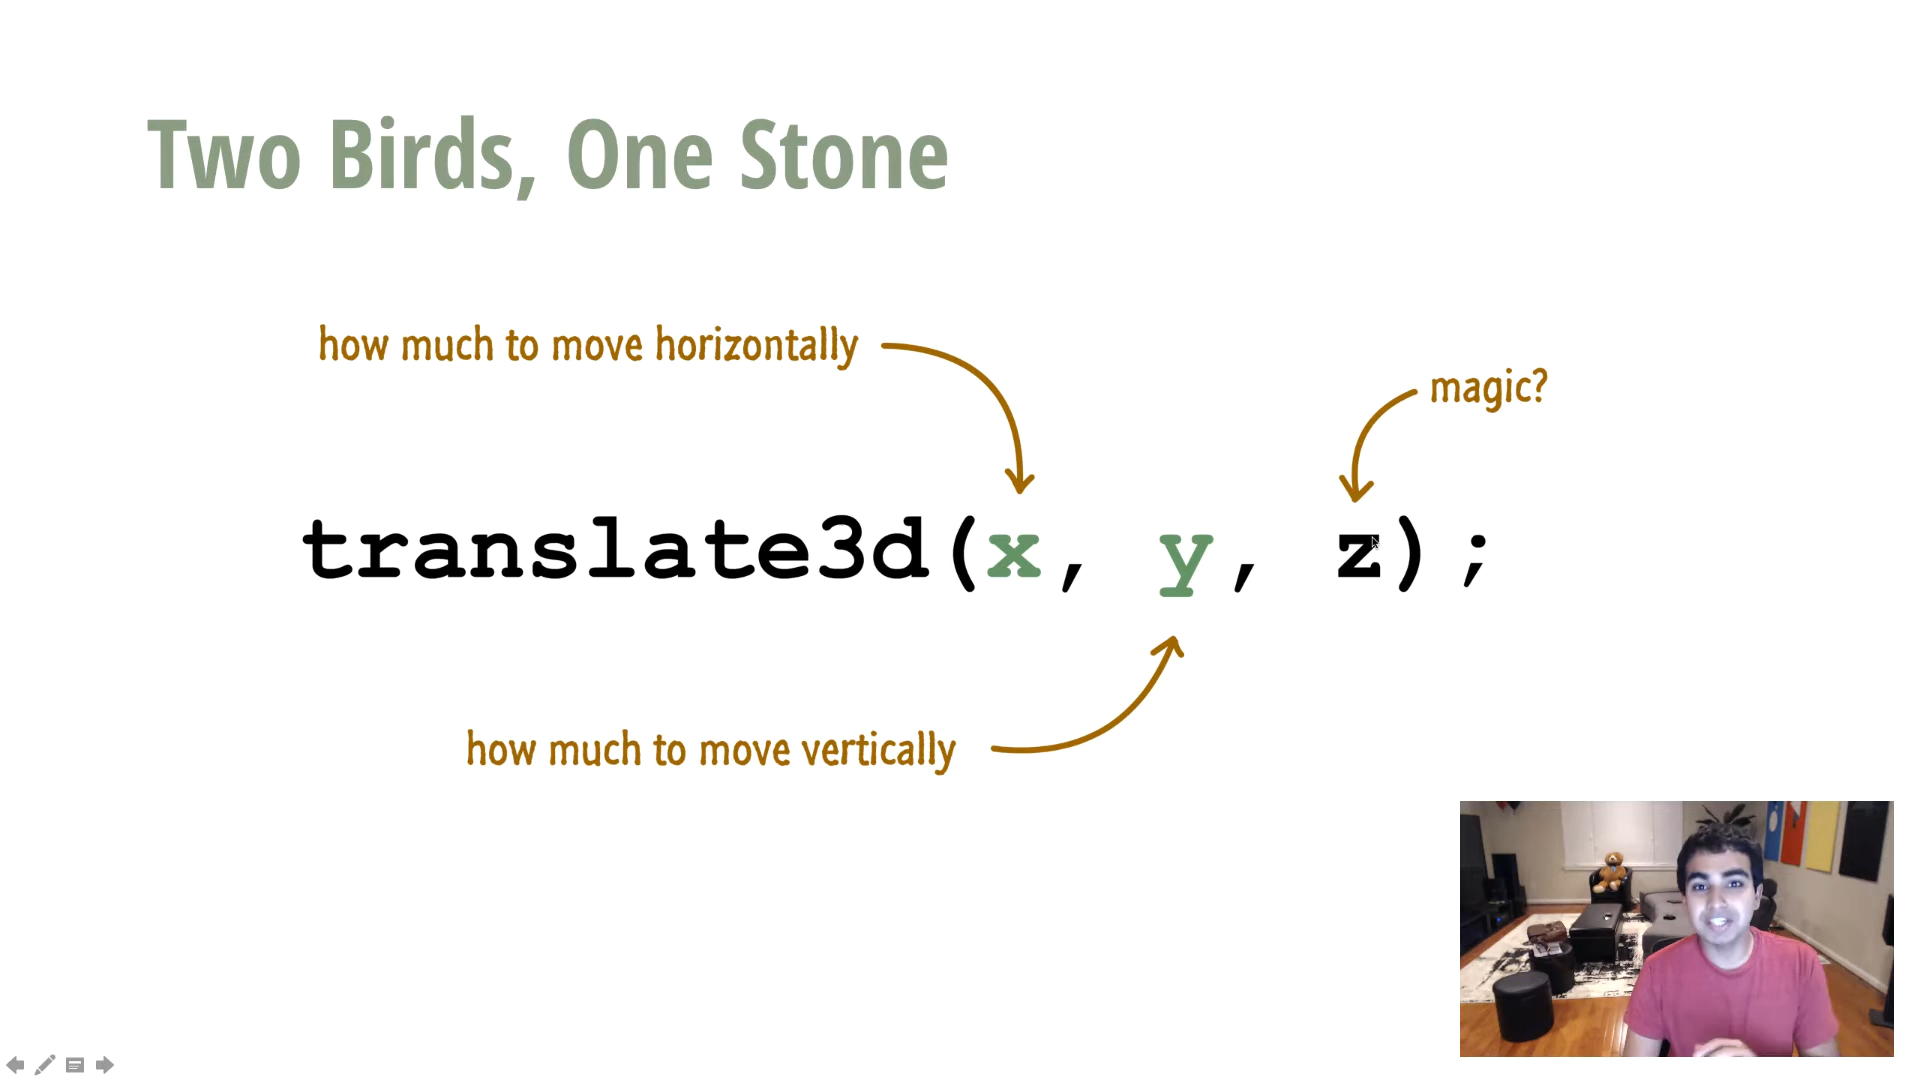 Two Birds, One Stone
how much to move horizontally
magic?
translate3d(x, y, z);
how much to move vertically